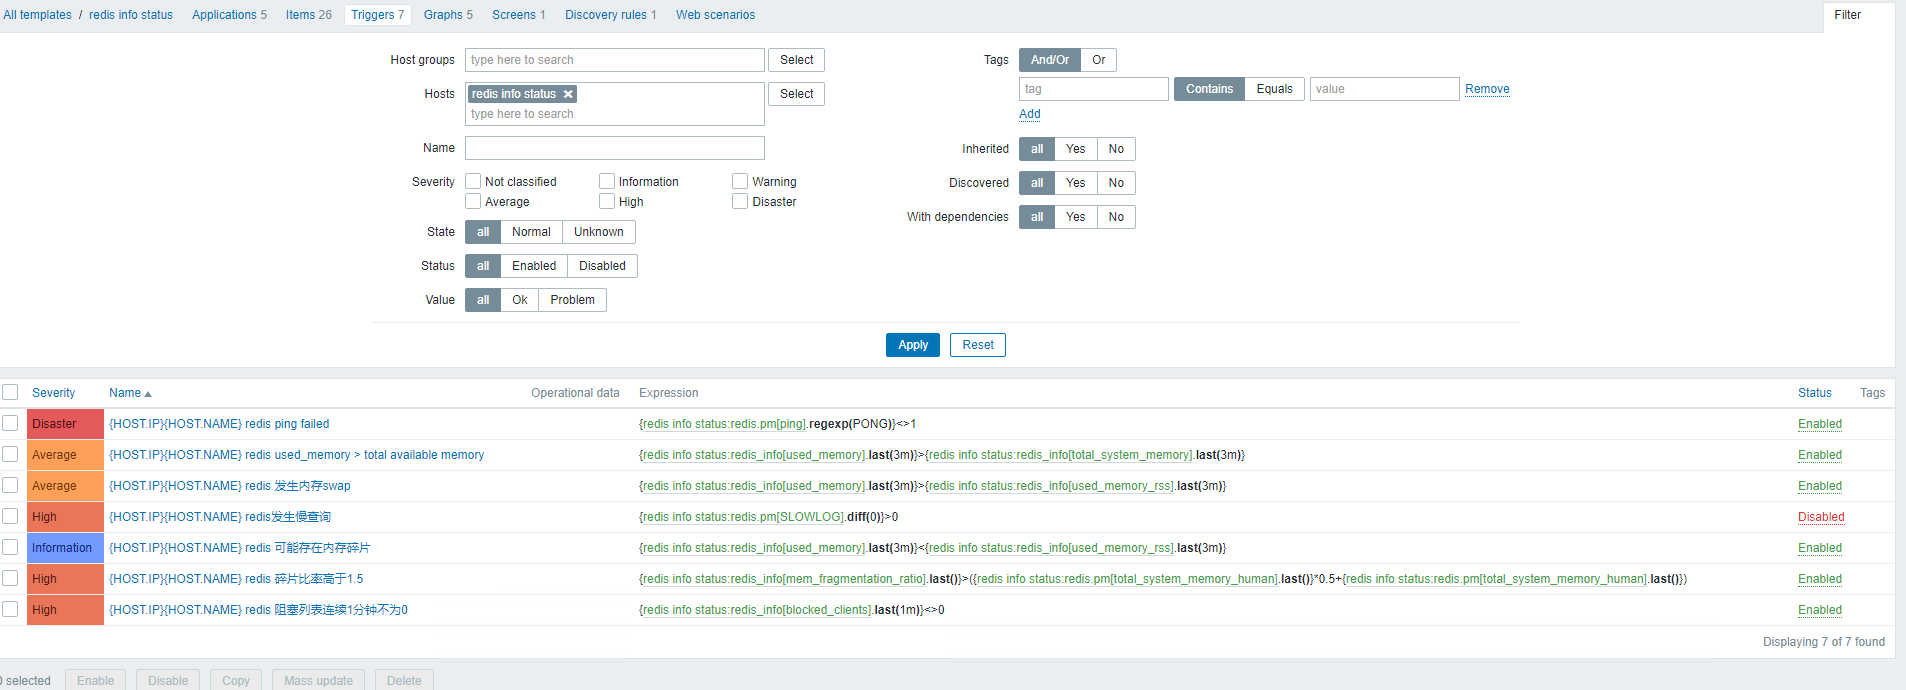 All templates / redis info status Applications 5 Items 26 Triggers 7 Graphs 5 Screens 1 Discovery rules 1 Web scenarios Filter
Host groups type here to search Select Tags And/Or Or
Hosts redis info status Select tag Contains Equals value Remove
type here to search Add
Name Inherited all Yes No
Severity Not classified Information Warning Discovered all Yes No
Average High Disaster
With dependencies all Yes No
State all Normal Unknown
Status all Enabled Disabled
Value all Ok Problem
Apply Reset
Severity Name Operational data Expression Status Tags
Disaster {HOST.IP}{HOST.NAME} redis ping failed {redis info status:redis.pm[ping].regexp(PONG)}<>1 Enabled
Average {HOST.IP}{HOST.NAME} redis used_memory > total available memory {redis info status:redis_info[used_memory].last(3m)}>{redis info status:redis_info[total_system_memory].last(3m)} Enabled
Average {HOST.IP}{HOST.NAME} redis 发生内存swap {redis info status:redis_info[used_memory].last(3m)}>{redis info status:redis_info[used_memory_rss].last(3m)} Enabled
High {HOST.IP}{HOST.NAME} redis发生慢查询 {redis info status:redis.pm[SLOWLOG].diff(0)}>0 Disabled
Information {HOST.IP}{HOST.NAME} redis 可能存在内存碎片 {redis info status:redis_info[used_memory].last(3m)}<{redis info status:redis_info[used_memory_rss].last(3m)} Enabled
High {HOST.IP}{HOST.NAME} redis 碎片比率高于1.5 {redis info status:redis_info[mem_fragmentation_ratio].last()}>({redis info status:redis.pm[total_system_memory_human].last()}*0.5+{redis info status:redis.pm[total_system_memory_human].last()}) Enabled
High {HOST.IP}{HOST.NAME} redis 阻塞列表连续1分钟不为0 {redis info status:redis_info[blocked_clients].last(1m)}<>0 Enabled
Displaying 7 of 7 found
0 selected Enable Disable Copy Mass update Delete